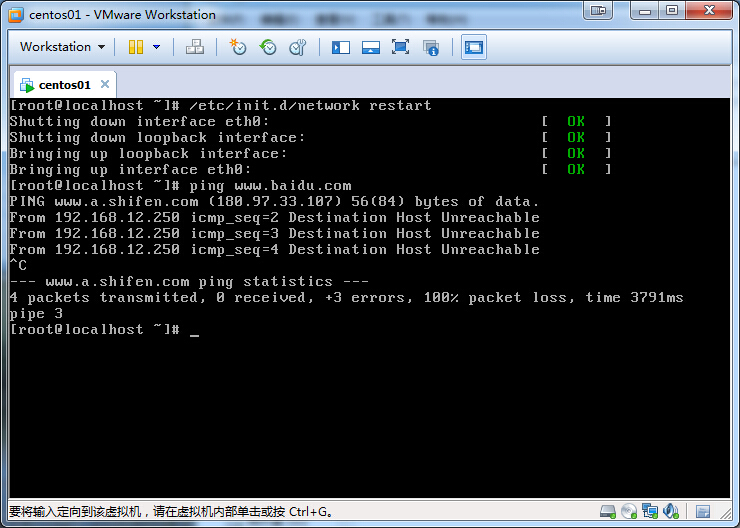 centos01 - VMware Workstation
Workstation
centos01
[root@localhost ~]# /etc/init.d/network restart
Shutting down interface eth0: [ OK ]
Shutting down loopback interface: [ OK ]
Bringing up loopback interface: [ OK ]
Bringing up interface eth0: [ OK ]
[root@localhost ~]# ping www.baidu.com
PING www.a.shifen.com (180.97.33.107) 56(84) bytes of data.
From 192.168.12.250 icmp_seq=2 Destination Host Unreachable
From 192.168.12.250 icmp_seq=3 Destination Host Unreachable
From 192.168.12.250 icmp_seq=4 Destination Host Unreachable
^C
--- www.a.shifen.com ping statistics ---
4 packets transmitted, 0 received, +3 errors, 100% packet loss, time 3791ms
pipe 3
[root@localhost ~]# _
要将输入定向到该虚拟机，请在虚拟机内部单击或按 Ctrl+G。